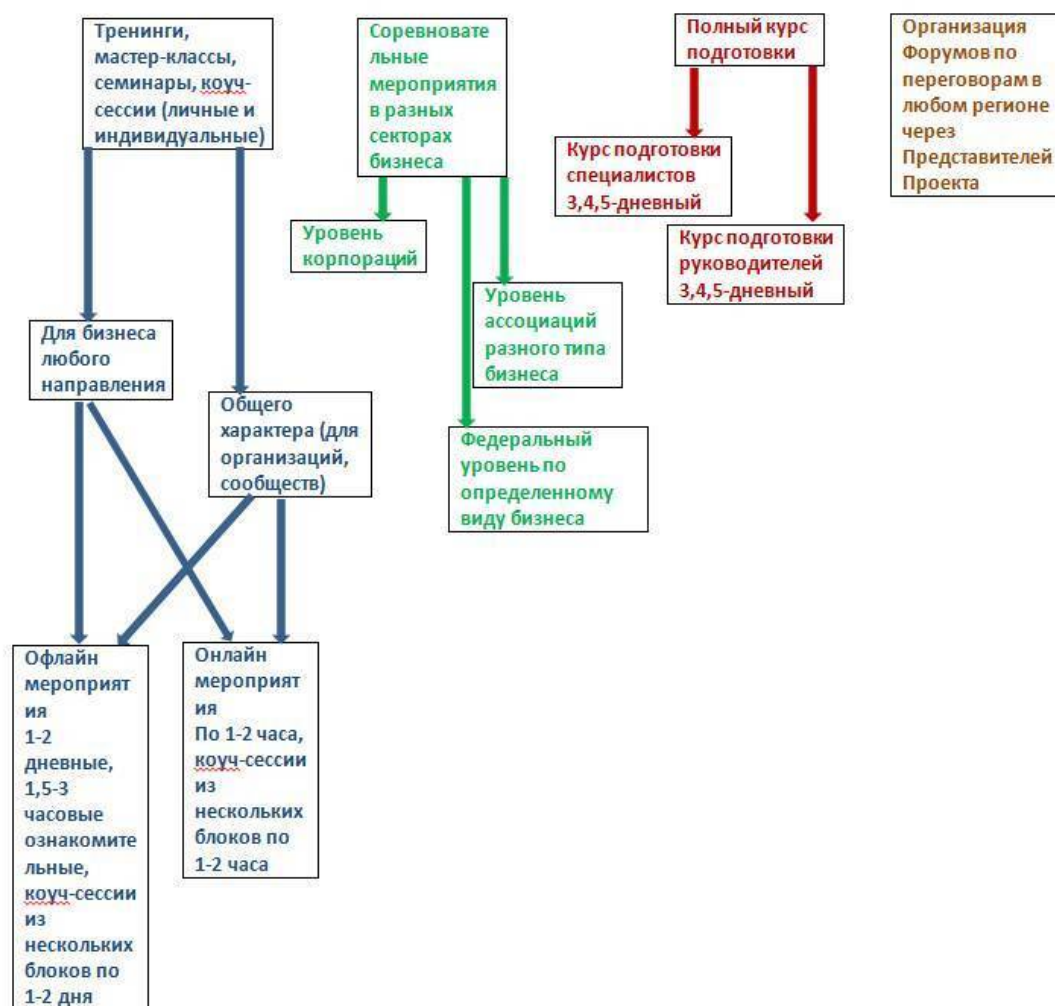 Тренинги,
мастер-классы,
семинары, коуч-
сессии (личные и
индивидуальные)
Соревновате
льные
мероприятия
в разных
секторах
бизнеса
Полный курс
подготовки
Организация
Форумов по
переговорам в
любом регионе
через
Представителей
Проекта
Курс подготовки
специалистов
3,4,5-дневный
Уровень
корпораций
Курс подготовки
руководителей
3,4,5-дневный
Уровень
ассоциаций
разного типа
бизнеса
Для бизнеса
любого
направления
Общего
характера (для
организаций,
сообществ)
Федеральный
уровень по
определенному
виду бизнеса
Офлайн
мероприят
ия
1-2
дневные,
1,5-3
часовые
ознакомите
льные,
коуч-сессии
из
нескольких
блоков по
1-2 дня
Онлайн
мероприят
ия
По 1-2 часа,
коуч-сессии
из
нескольких
блоков по
1-2 часа